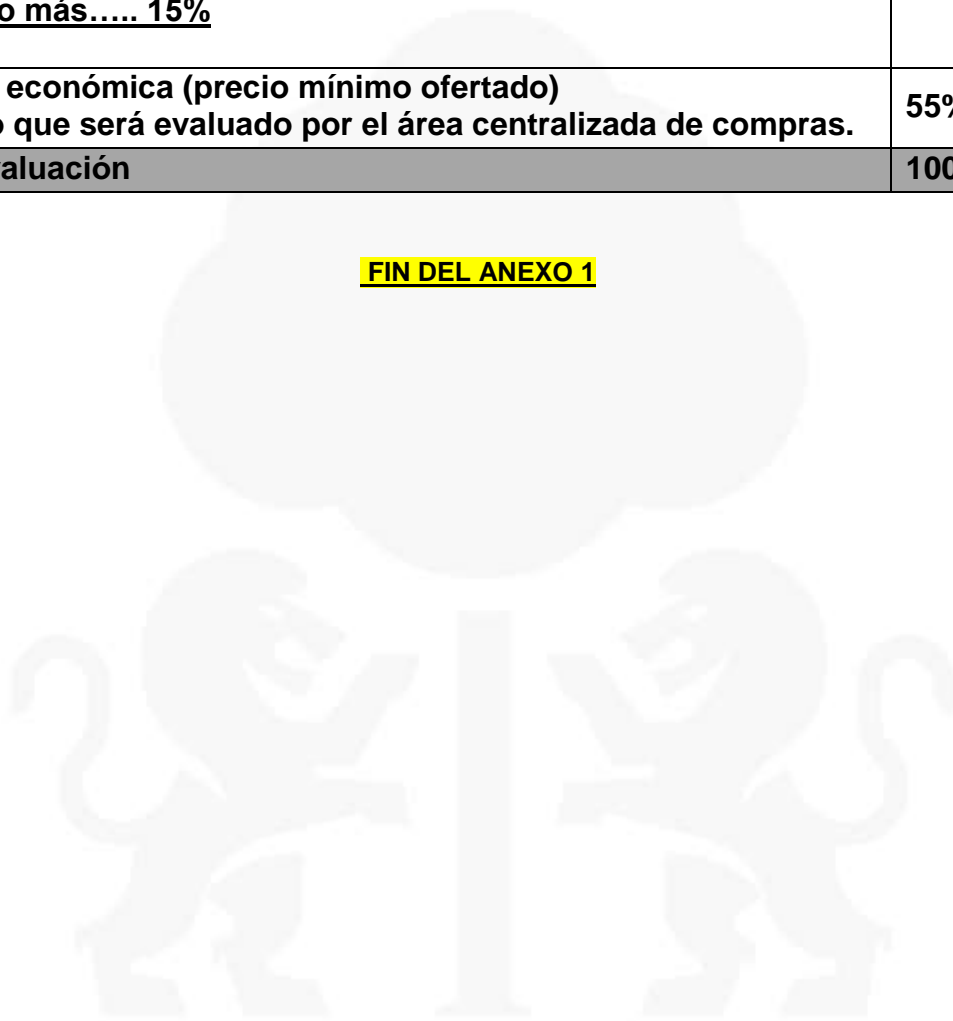 o más….. 15%
económica (precio mínimo ofertado)
que será evaluado por el área centralizada de compras.
55%
100
FIN DEL ANEXO 1